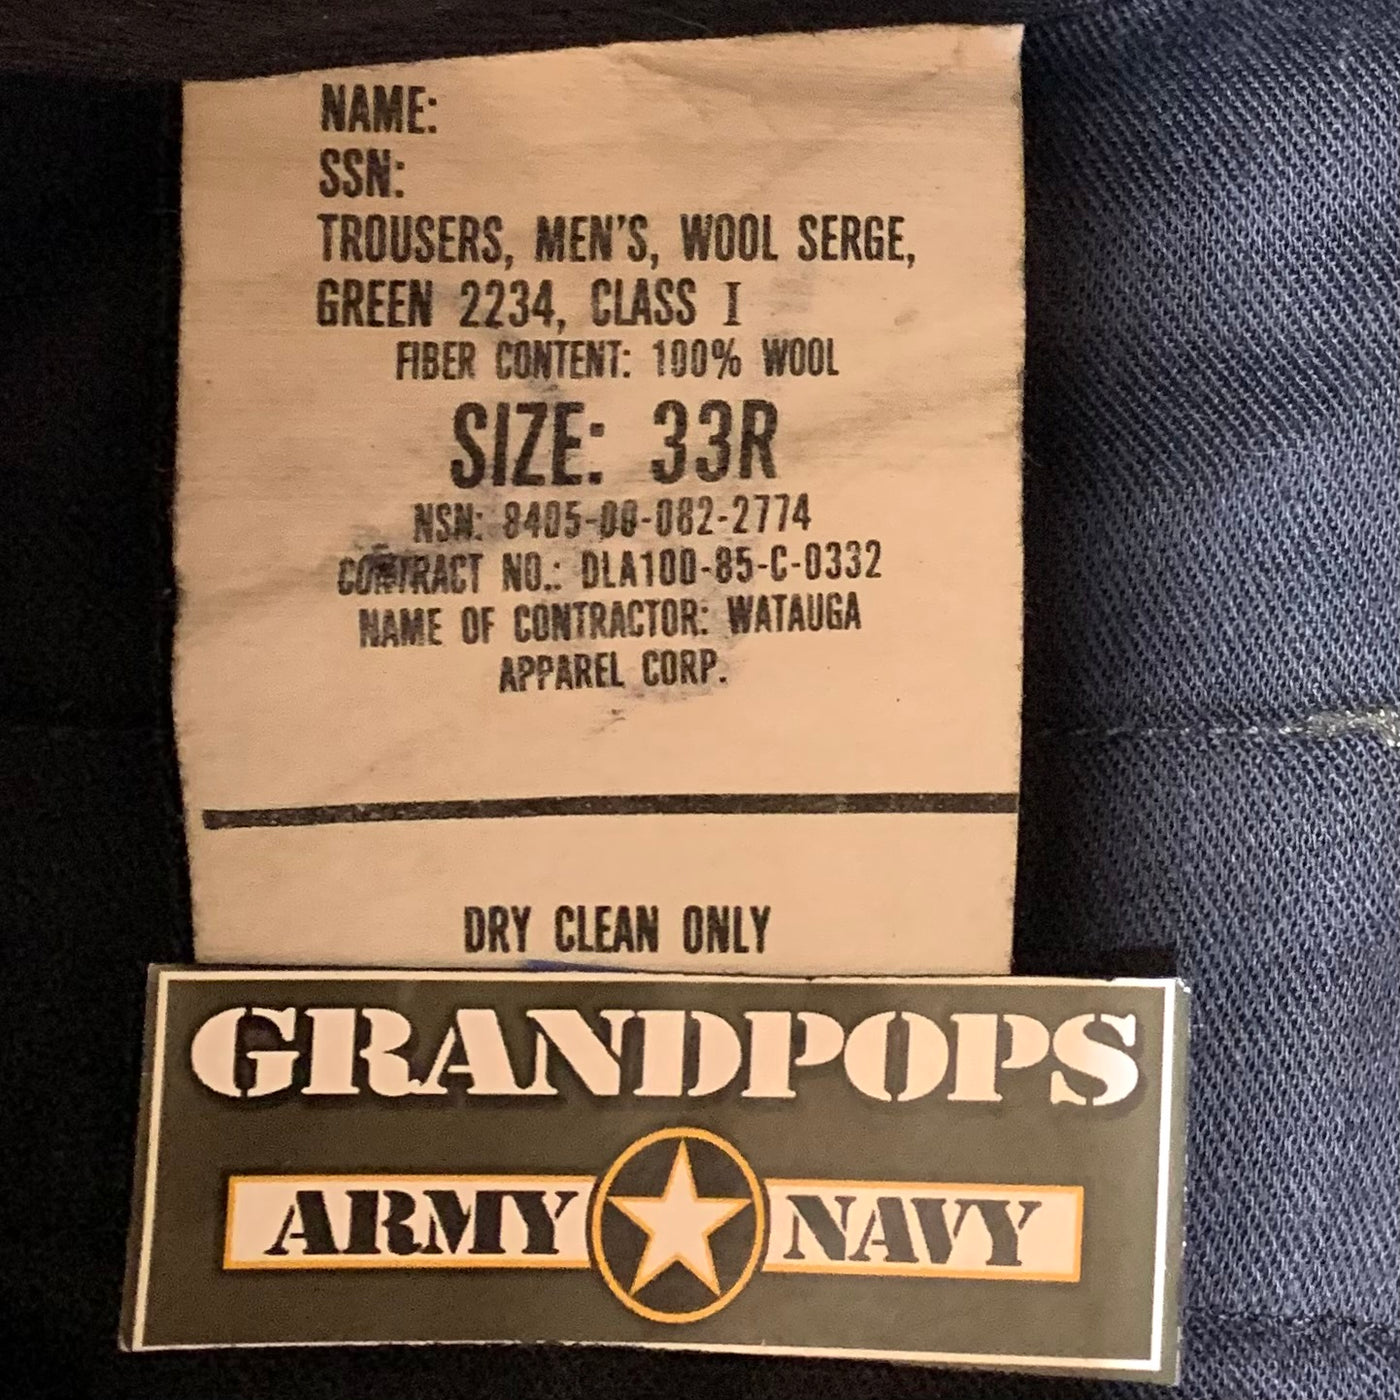 NAME:
SSN:
TROUSERS, MEN'S, WOOL SERGE,
GREEN 2234, CLASS I
FIBER CONTENT: 100% WOOL
SIZE: 33R
NSN: 8405-00-082-2774
CONTRACT NO.: DLA100-85-C-0332
NAME OF CONTRACTOR: WATAUGA
APPAREL CORP.
DRY CLEAN ONLY
GRANDPOPS
ARMY NAVY